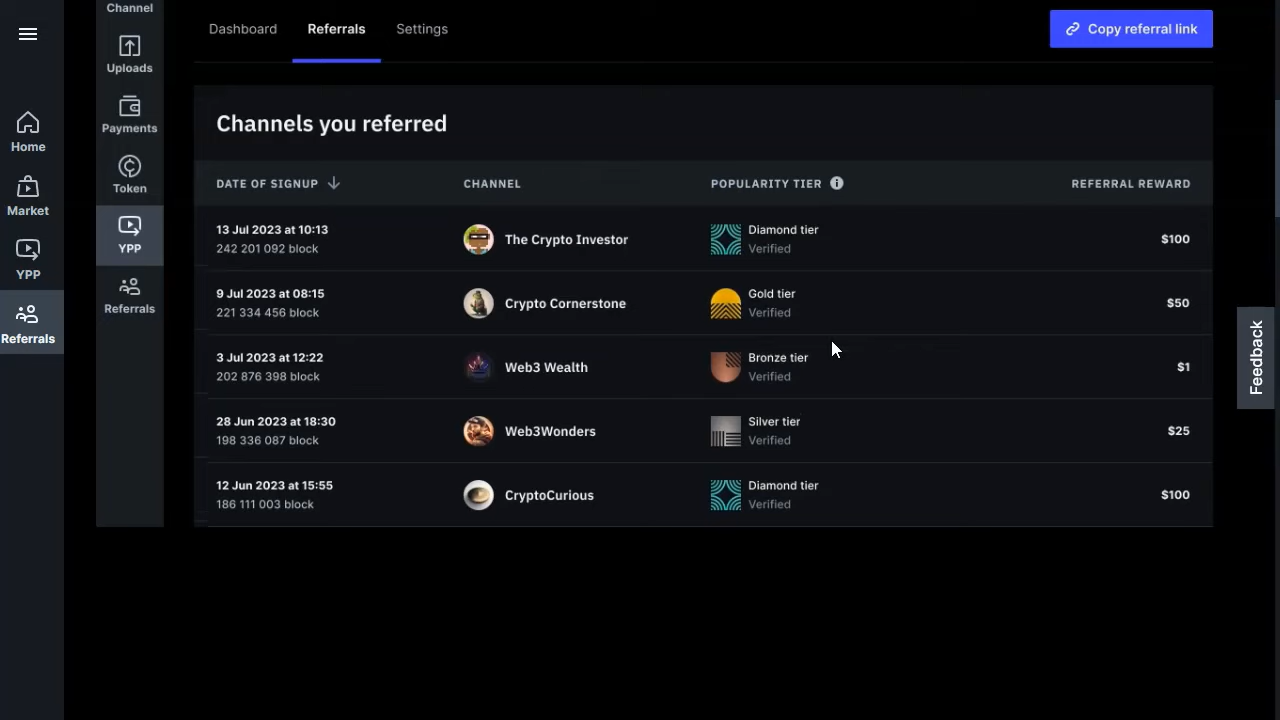 Channel
Dashboard
Referrals
Settings
Copy referral link
Uploads
Payments
Token
YPP
Referrals
Home
Market
YPP
Referrals
Channels you referred
DATE OF SIGNUP
CHANNEL
POPULARITY TIER
REFERRAL REWARD
13 Jul 2023 at 10:13
242 201 092 block
The Crypto Investor
Diamond tier
Verified
$100
9 Jul 2023 at 08:15
221 334 456 block
Crypto Cornerstone
Gold tier
Verified
$50
3 Jul 2023 at 12:22
202 876 398 block
Web3 Wealth
Bronze tier
Verified
$1
28 Jun 2023 at 18:30
198 336 087 block
Web3Wonders
Silver tier
Verified
$25
12 Jun 2023 at 15:55
186 111 003 block
CryptoCurious
Diamond tier
Verified
$100
Feedback